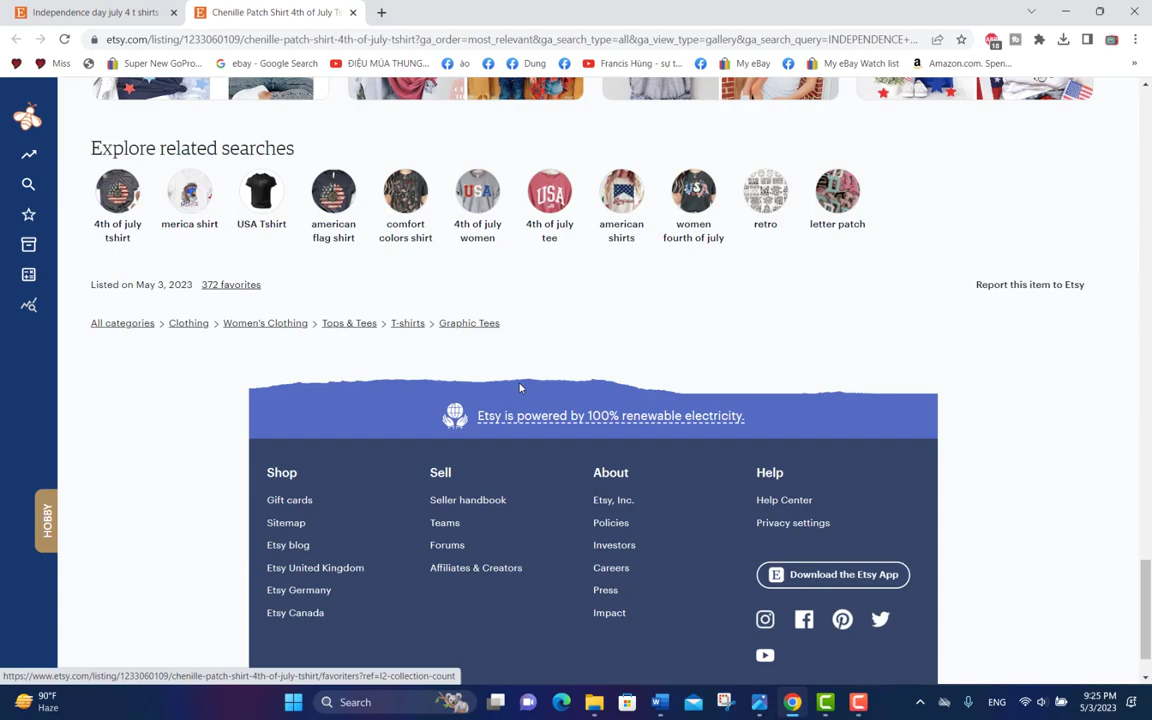 Independence day july 4 t shirts
Chenille Patch Shirt 4th of July Ts
etsy.com/listing/1233060109/chenille-patch-shirt-4th-of-july-tshirt?ga_order=most_relevant&ga_search_type=all&ga_view_type=gallery&ga_search_query=INDEPENDENCE+...
18
Miss
Super New GoPro...
ebay - Google Search
ĐIỆU MÚA THUNG...
ào
Dung
Francis Hùng - sự t...
My eBay
My eBay Watch list
Amazon.com. Spen...
Explore related searches
USA
USA
4th of july tshirt
merica shirt
USA Tshirt
american flag shirt
comfort colors shirt
4th of july women
4th of july tee
american shirts
women fourth of july
retro
letter patch
Listed on May 3, 2023
372 favorites
Report this item to Etsy
All categories > Clothing > Women's Clothing > Tops & Tees > T-shirts > Graphic Tees
Etsy is powered by 100% renewable electricity.
HOBBY
Shop
Gift cards
Sitemap
Etsy blog
Etsy United Kingdom
Etsy Germany
Etsy Canada
Sell
Seller handbook
Teams
Forums
Affiliates & Creators
About
Etsy, Inc.
Policies
Investors
Careers
Press
Impact
Help
Help Center
Privacy settings
Download the Etsy App
https://www.etsy.com/listing/1233060109/chenille-patch-shirt-4th-of-july-tshirt/favoriters?ref=l2-collection-count
90°F
Haze
Search
ENG
9:25 PM
5/3/2023